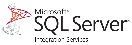 Microsoft
SQL Server
Integration Services